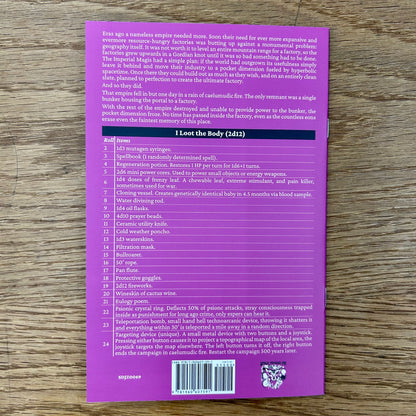 Eras ago a nameless empire needed more. Soon their need for ever more expansive and
evermore resource-hungry factories was butting up against a monumental problem:
geography itself. It was not worth it to level an entire mountain range for a factory, so the
factories grew upwards in a Gordian knot until it was so bad something had to be done.
The Imperial Magis had a simple plan: if the world had outgrown its usefulness simply
leave it behind and move their industry to a pocket dimension fueled by hyperbolic
spacetime. Once there they could build out as much as they wish, and on an entirely clean
slate, planned to perfection to create the ultimate factory.
And so they did.
That empire fell in but one day in a rain of caeludmudic fire. The only remnant was a single
bunker housing the portal to a factory.
With the rest of the empire destroyed and unable to provide power to the bunker, the
pocket dimension froze. No time has passed inside the factory, even as the countless eons
erase even the faintest memory of this place.
I Loot the Body (2d12)
Roll Items
2 1d3 mutagen syringes.
3 Spellbook (1 randomly determined spell).
4 Regeneration potion. Restores 1 HP per turn for 1d6+1 turns.
5 2d6 mini power cores. Used to power small objects or energy weapons.
6 1d4 doses of frenzy leaf. A chewable leaf, extreme stimulant, and pain killer,
sometimes used for war.
7 Cloning vessel. Creates genetically identical baby in 4.5 months via blood sample.
8 Water divining rod.
9 1d4 oil flasks.
10 4d10 prayer beads.
11 Ceramic utility knife.
12 Cold weather poncho.
13 1d3 waterskins.
14 Firmament map.
15 Bullroarer.
16 50' rope.
17 Pan flute.
18 Protective goggles.
19 2d12 fireworks.
20 Wineskin of cactus wine.
21 Eulogy poem.
22 Psionic crystal ring. Deflects 50% of psionic attacks, stray consciousness trapped
inside as punishment for long ago crime, only users can hear it.
23 Teleportation bomb, small hand held technoarcanic device, throwing it shatters it
and everything within 30' is teleported a mile away in a random direction.
24 Targeting device (unique). A small metal device with two buttons and a joystick.
Pressing either button causes it to project a topographical map of the local area, the
joystick targets the map elsewhere. The left button turns it off, the right button
ends the campaign in caeludmudic fire. Restart the campaign 500 years later.